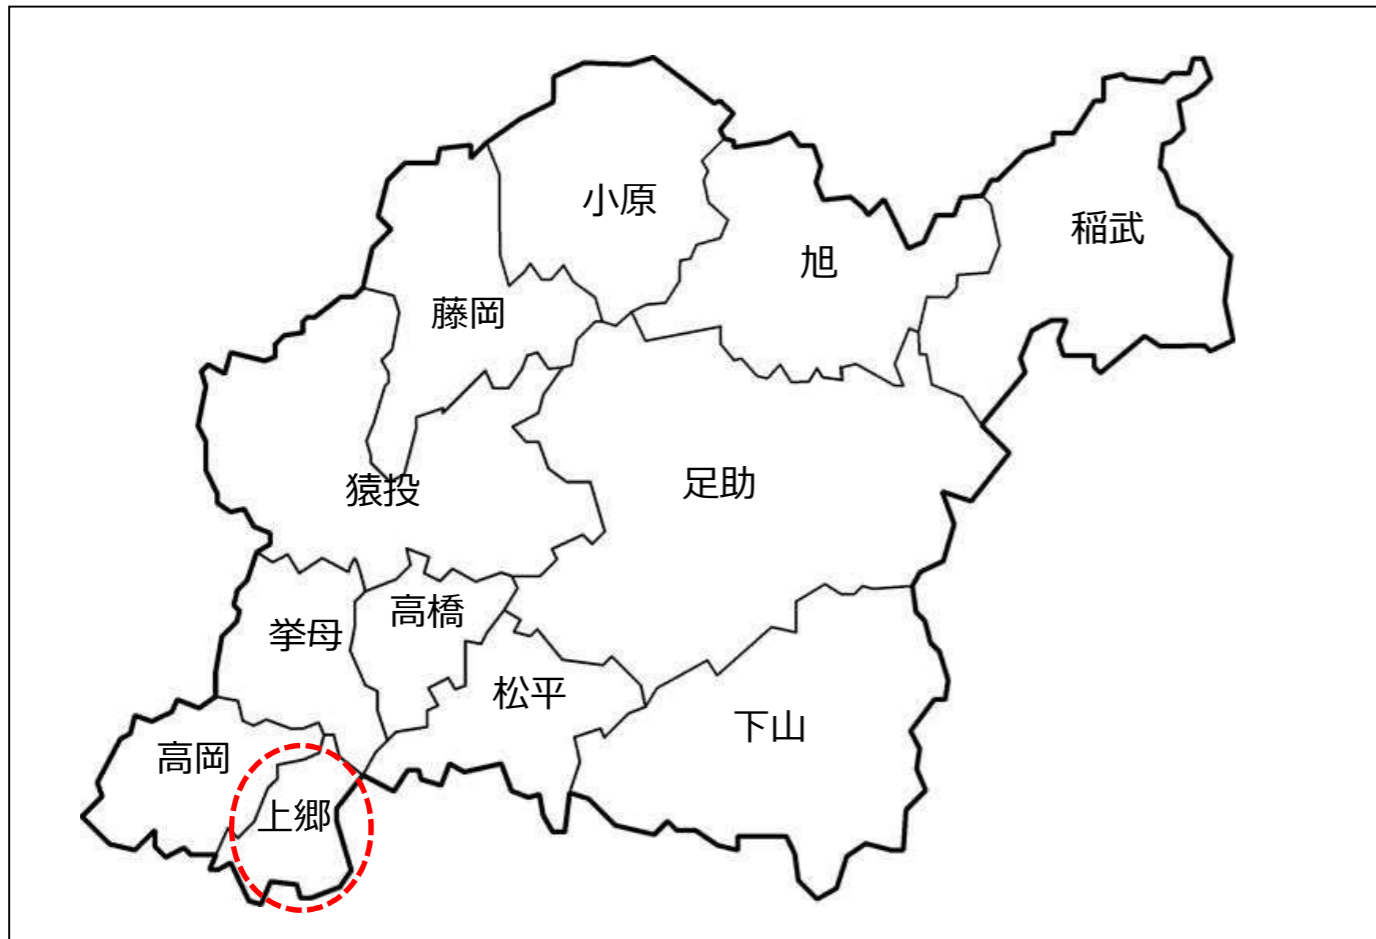 小原
稲武
旭
藤岡
足助
猿投
高橋
挙母
松平
下山
高岡
上郷